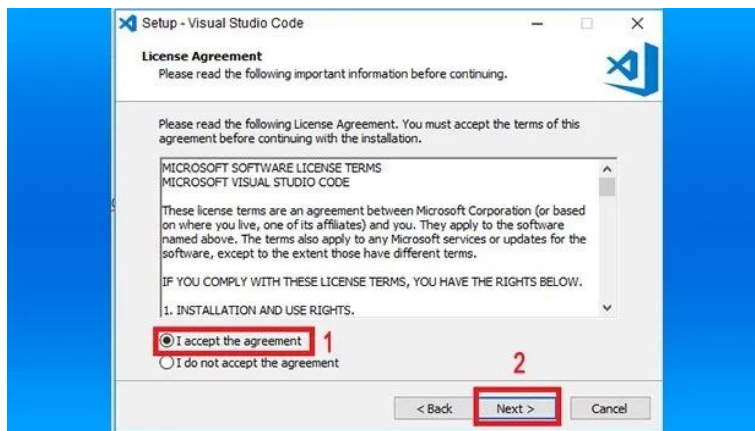 Setup - Visual Studio Code
License Agreement
Please read the following important information before continuing.
Please read the following License Agreement. You must accept the terms of this
agreement before continuing with the installation.
MICROSOFT SOFTWARE LICENSE TERMS
MICROSOFT VISUAL STUDIO CODE
These license terms are an agreement between Microsoft Corporation (or based
on where you live, one of its affiliates) and you. They apply to the software
named above. The terms also apply to any Microsoft services or updates for the
software, except to the extent those have different terms.
IF YOU COMPLY WITH THESE LICENSE TERMS, YOU HAVE THE RIGHTS BELOW.
1. INSTALLATION AND USE RIGHTS.
I accept the agreement 1
I do not accept the agreement
2
< Back Next > Cancel